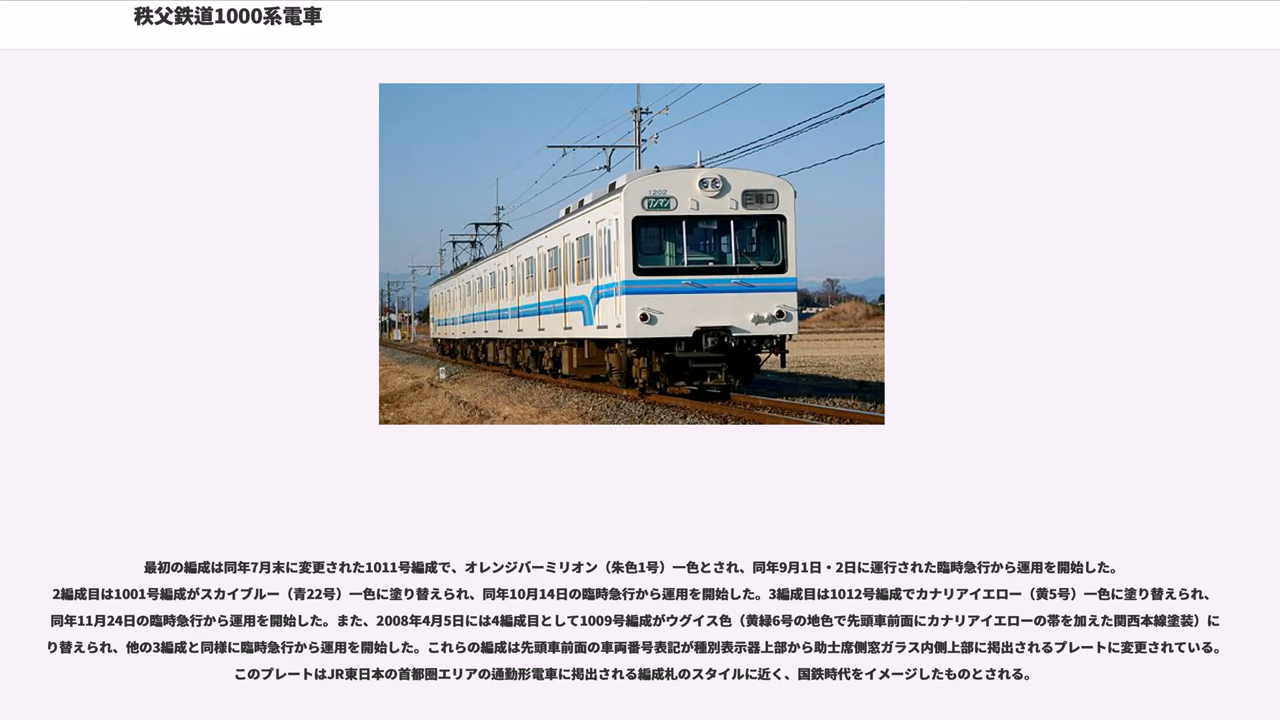 秩父鉄道1000系電車
1202
ワンマン
三峰口
最初の編成は同年7月末に変更された1011号編成で、オレンジバーミリオン（朱色1号）一色とされ、同年9月1日・2日に運行された臨時急行から運用を開始した。
2編成目は1001号編成がスカイブルー（青22号）一色に塗り替えられ、同年10月14日の臨時急行から運用を開始した。3編成目は1012号編成でカナリアイエロー（黄5号）一色に塗り替えられ、
同年11月24日の臨時急行から運用を開始した。また、2008年4月5日には4編成目として1009号編成がウグイス色（黄緑6号の地色で先頭車前面にカナリアイエローの帯を加えた関西本線塗装）に
り替えられ、他の3編成と同様に臨時急行から運用を開始した。これらの編成は先頭車前面の車両番号表記が種別表示器上部から助士席側窓ガラス内側上部に掲出されるプレートに変更されている。
このプレートはJR東日本の首都圏エリアの通勤形電車に掲出される編成札のスタイルに近く、国鉄時代をイメージしたものとされる。